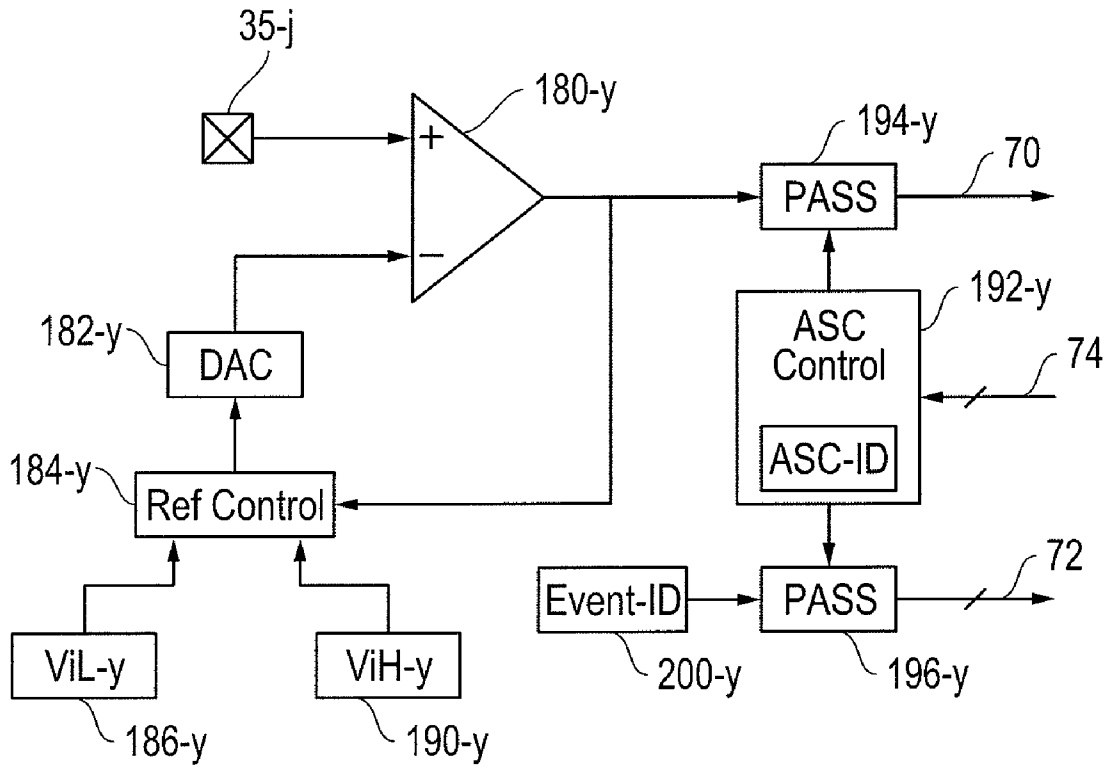 35-j
180-y
194-y
70
+
PASS
−
192-y
182-y
ASC
Control
DAC
74
184-y
ASC-ID
Ref Control
72
Event-ID
PASS
ViL-y
ViH-y
200-y
196-y
186-y
190-y